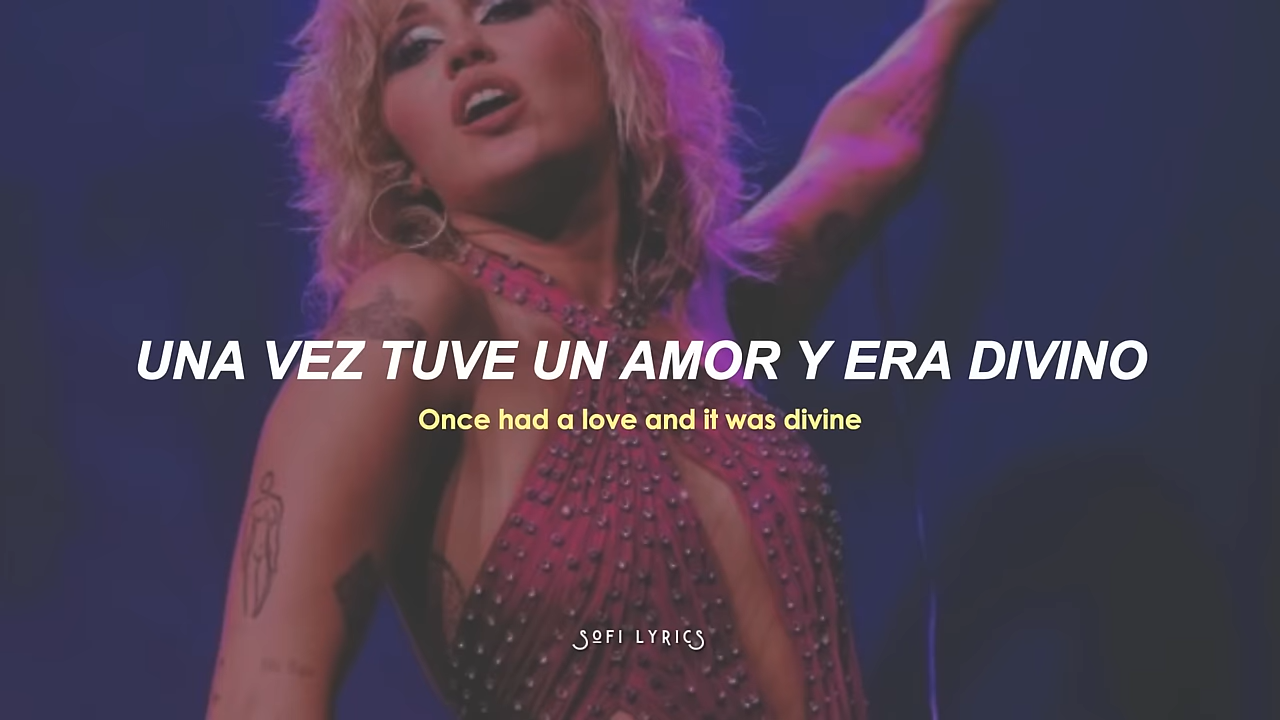 UNA VEZ TUVE UN AMOR Y ERA DIVINO
Once had a love and it was divine
SOFI LYRICS